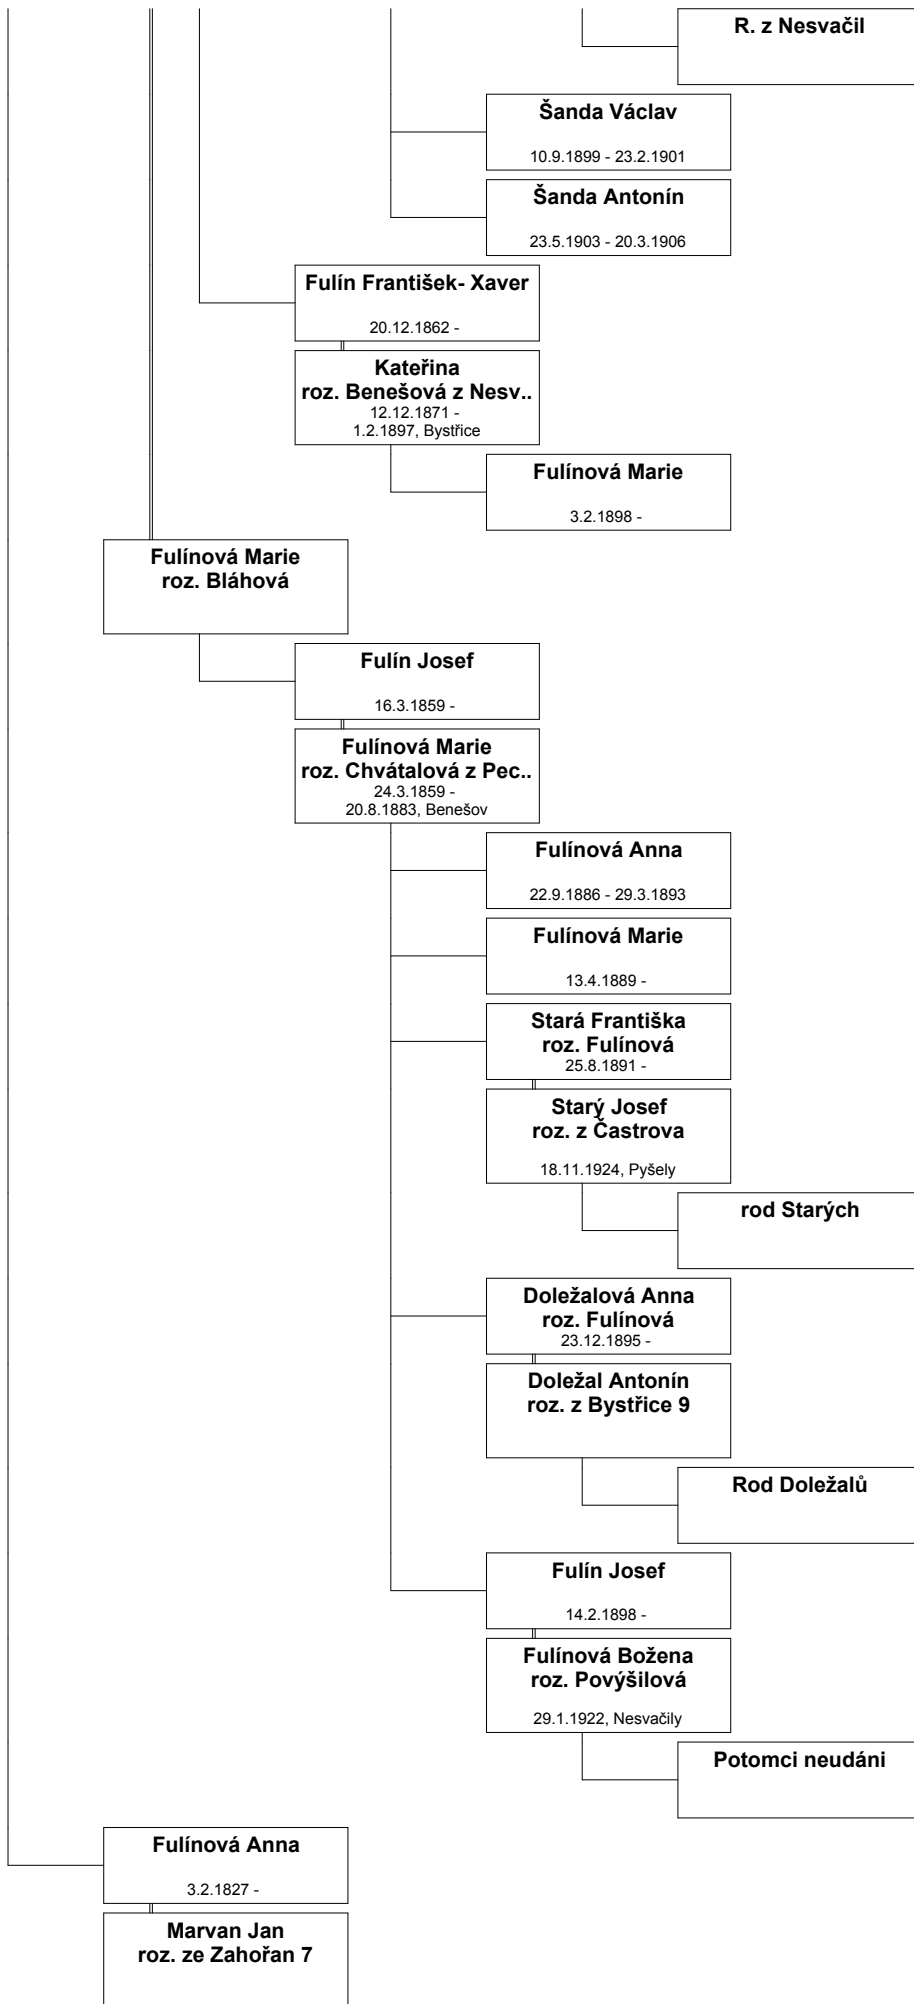 R. z Nesvačil
Šanda Václav
10.9.1899 - 23.2.1901
Šanda Antonín
23.5.1903 - 20.3.1906
Fulín František- Xaver
20.12.1862 -
Kateřina
roz. Benešová z Nesv..
12.12.1871 -
1.2.1897, Bystřice
Fulínová Marie
3.2.1898 -
Fulínová Marie
roz. Bláhová
Fulín Josef
16.3.1859 -
Fulínová Marie
roz. Chvátalová z Pec..
24.3.1859 -
20.8.1883, Benešov
Fulínová Anna
22.9.1886 - 29.3.1893
Fulínová Marie
13.4.1889 -
Stará Františka
roz. Fulínová
25.8.1891 -
Starý Josef
roz. z Častrova
18.11.1924, Pyšely
rod Starých
Doležalová Anna
roz. Fulínová
23.12.1895 -
Doležal Antonín
roz. z Bystřice 9
Rod Doležalů
Fulín Josef
14.2.1898 -
Fulínová Božena
roz. Povýšilová
29.1.1922, Nesvačily
Potomci neudáni
Fulínová Anna
3.2.1827 -
Marvan Jan
roz. ze Zahořan 7